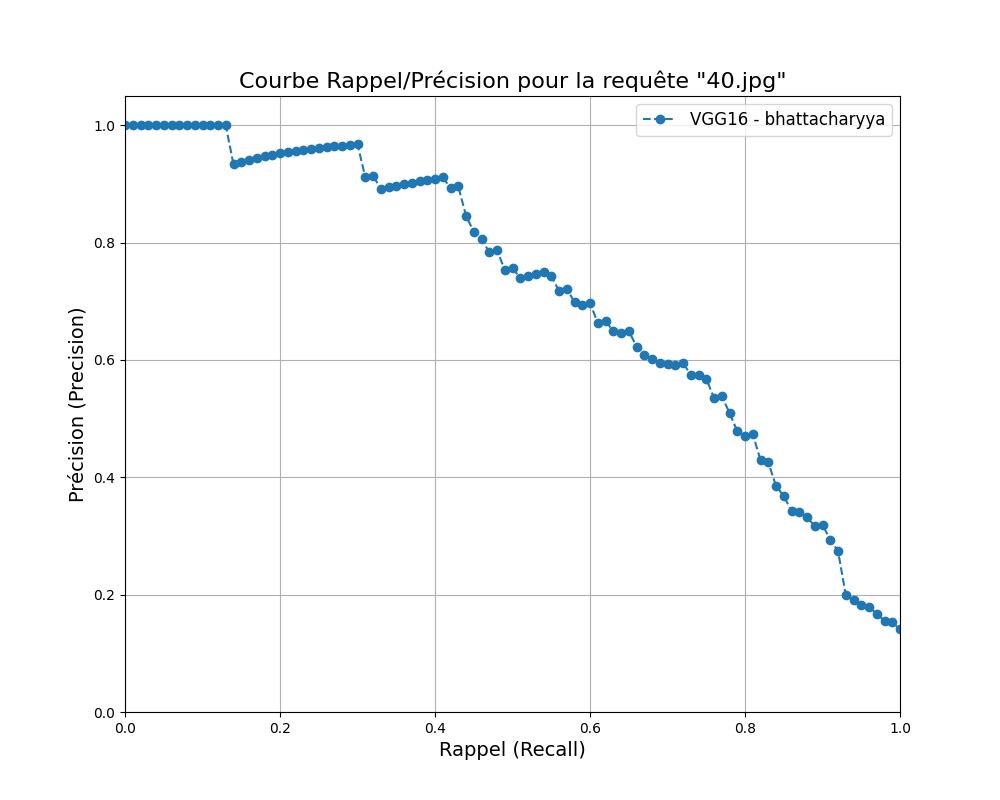 Courbe Rappel/Précision pour la requête "40.jpg"
VGG16 - bhattacharyya
1.0
0.8
0.6
0.4
0.2
0.0
Précision (Precision)
0.0 0.2 0.4 0.6 0.8 1.0
Rappel (Recall)